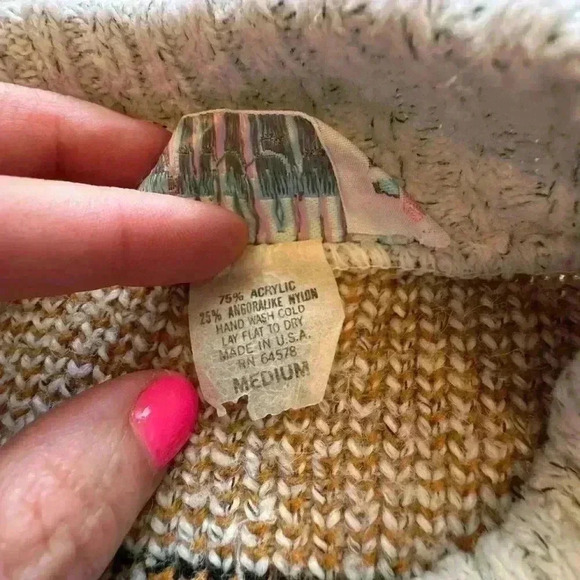 75% ACRYLIC
25% ANGORALIKE NYLON
HAND WASH COLD
LAY FLAT TO DRY
MADE IN U.S.A.
RN 64578
MEDIUM